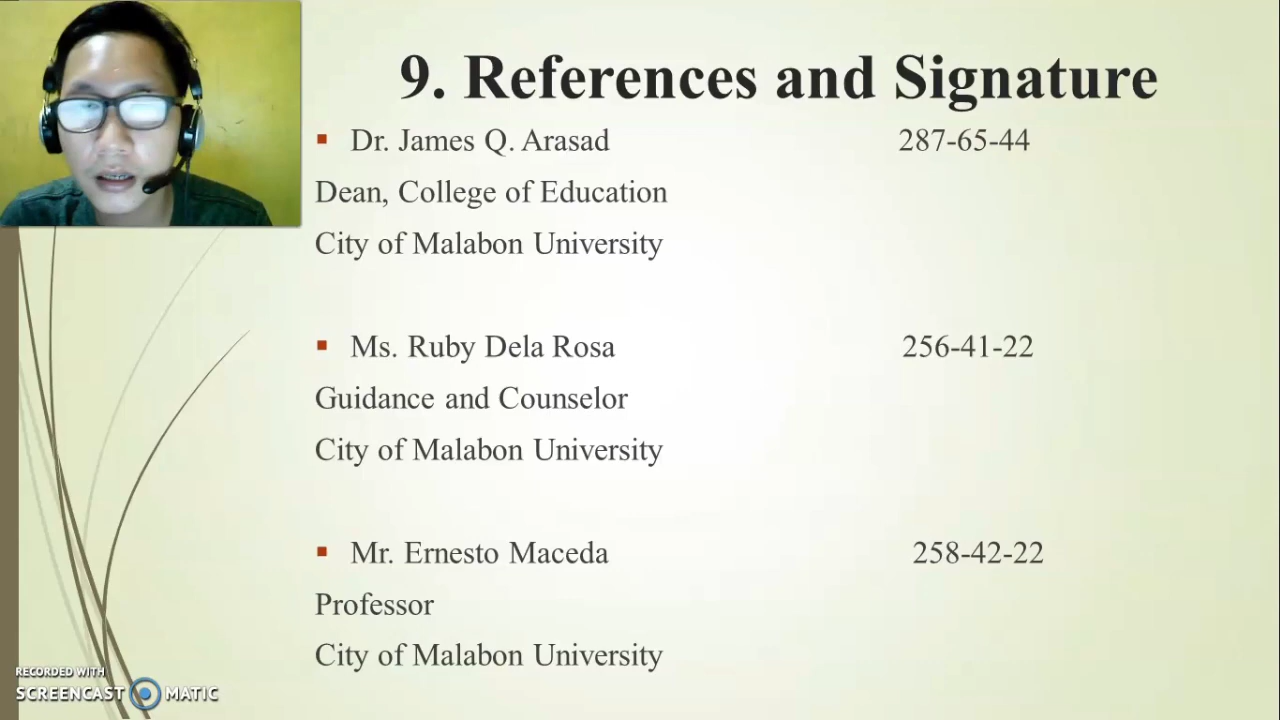 9. References and Signature
Dr. James Q. Arasad 287-65-44
Dean, College of Education
City of Malabon University
Ms. Ruby Dela Rosa 256-41-22
Guidance and Counselor
City of Malabon University
Mr. Ernesto Maceda 258-42-22
Professor
City of Malabon University
RECORDED WITH
SCREENCAST MATIC